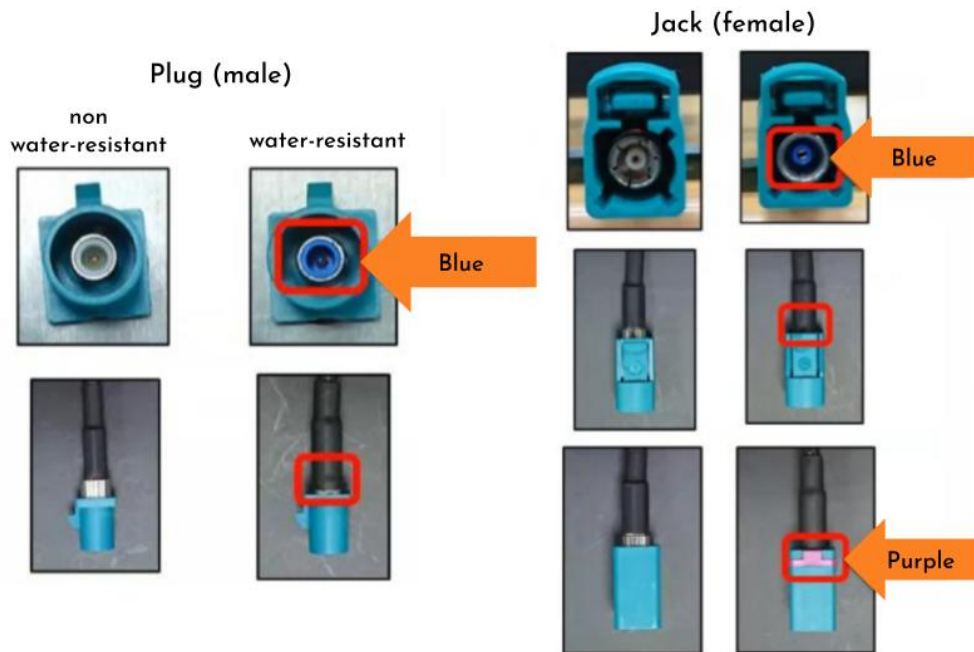 Plug (male)
non
water-resistant
water-resistant
Blue
Jack (female)
Blue
Purple